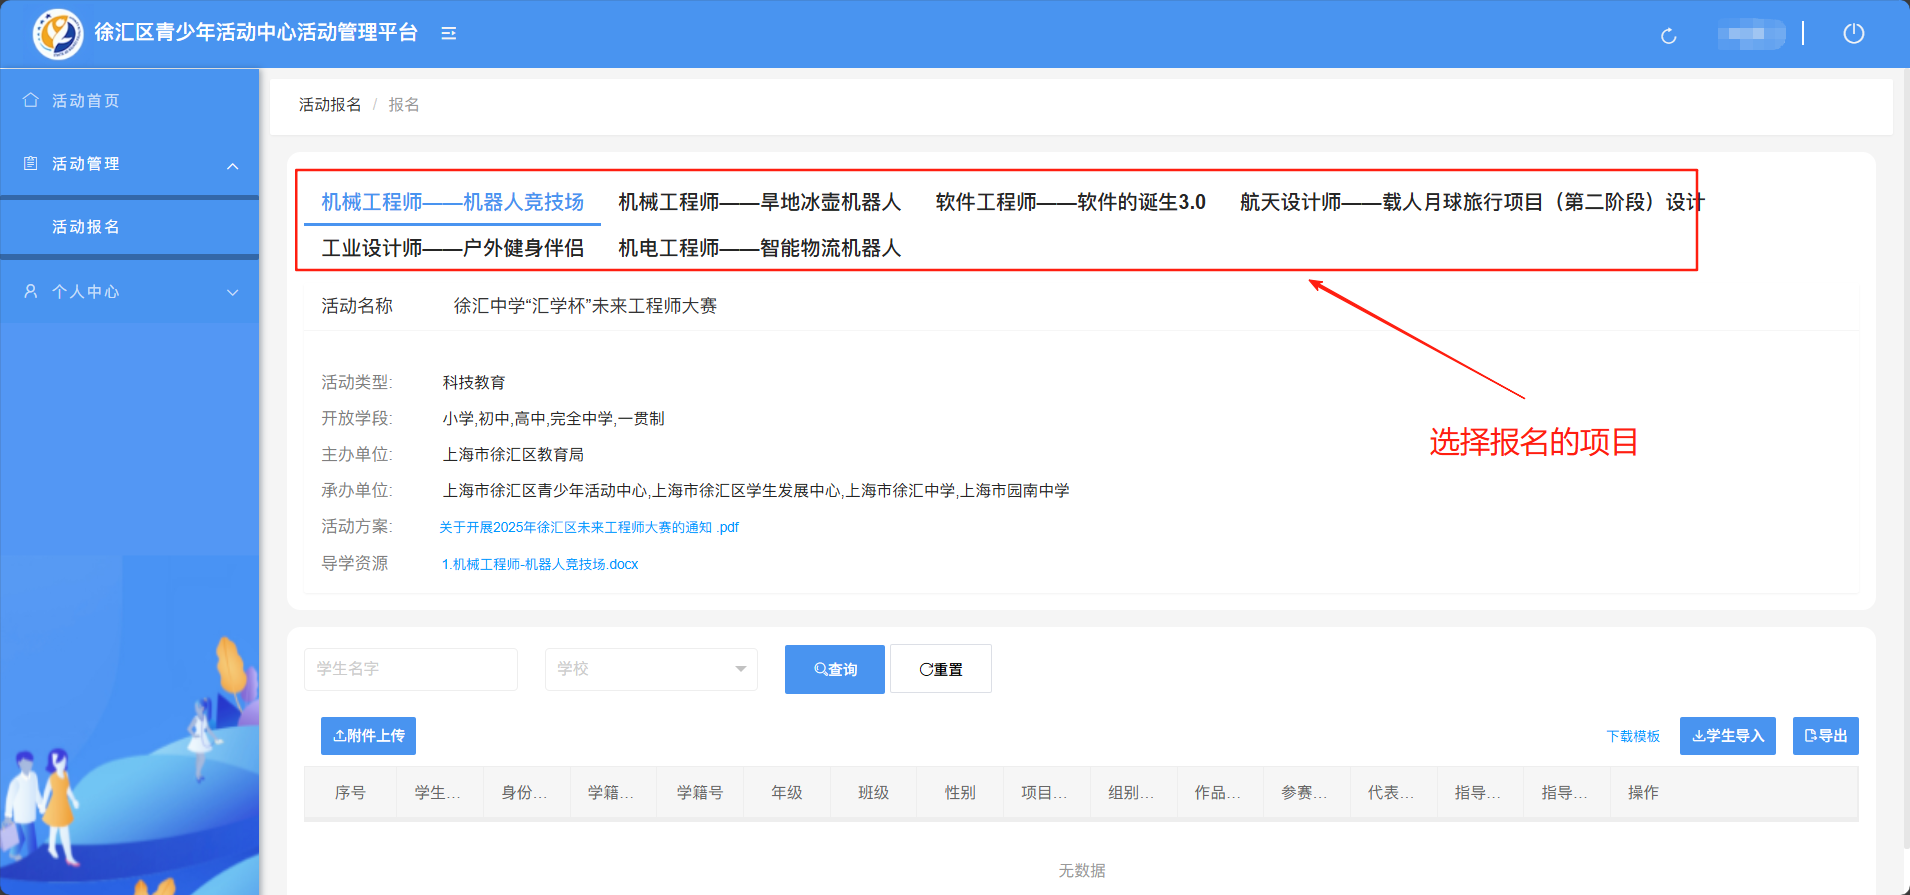 徐汇区青少年活动中心活动管理平台
活动首页
活动管理
活动报名
个人中心
活动报名 / 报名
机械工程师——机器人竞技场 机械工程师——旱地冰壶机器人 软件工程师——软件的诞生3.0 航天设计师——载人月球旅行项目（第二阶段）设计
工业设计师——户外健身伴侣 机电工程师——智能物流机器人
活动名称 徐汇中学“汇学杯”未来工程师大赛
活动类型: 科技教育
开放学段: 小学,初中,高中,完全中学,一贯制
主办单位: 上海市徐汇区教育局
承办单位: 上海市徐汇区青少年活动中心,上海市徐汇区学生发展中心,上海市徐汇中学,上海市园南中学
活动方案: 关于开展2025年徐汇区未来工程师大赛的通知 .pdf
导学资源 1.机械工程师-机器人竞技场.docx
选择报名的项目
学生名字 学校 查询 重置
附件上传 下载模板 学生导入 导出
序号 学生... 身份... 学籍... 学籍号 年级 班级 性别 项目... 组别... 作品... 参赛... 代表... 指导... 指导... 操作
无数据